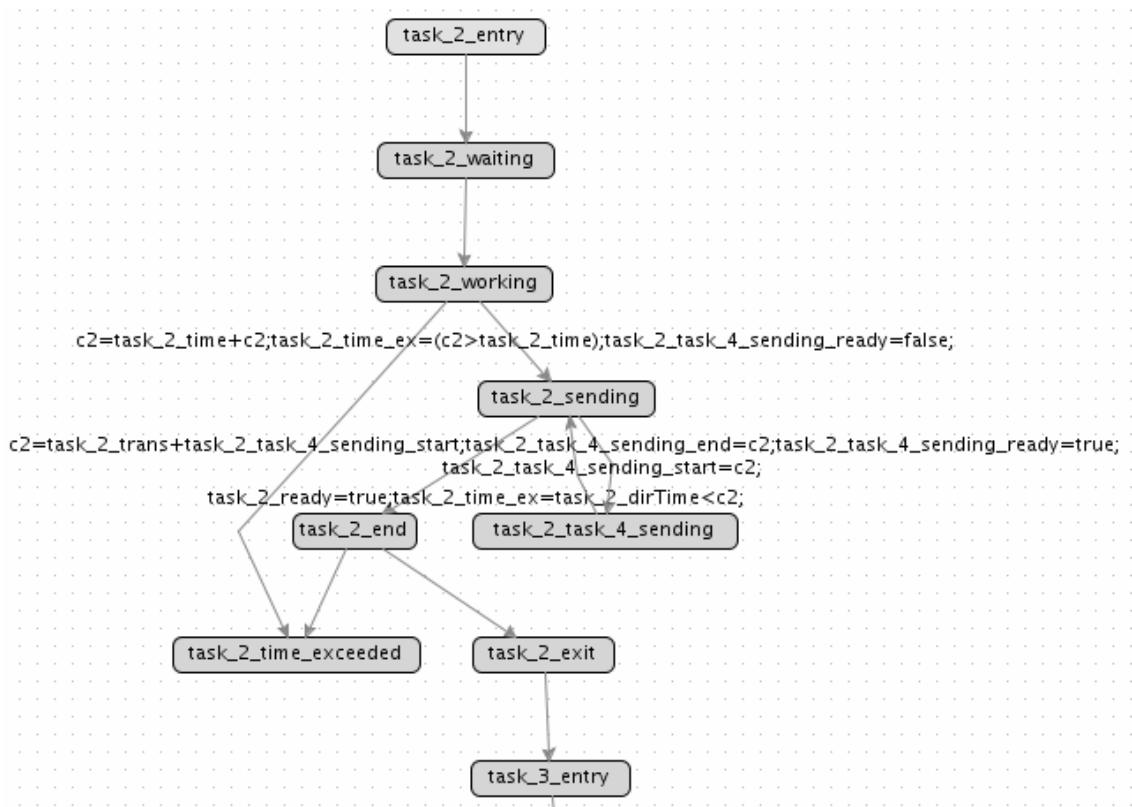 task_2_entry
task_2_waiting
task_2_working
c2=task_2_time+c2;task_2_time_ex=(c2>task_2_time);task_2_task_4_sending_ready=false;
task_2_sending
c2=task_2_trans+task_2_task_4_sending_start;task_2_task_4_sending_end=c2;task_2_task_4_sending_ready=true;
task_2_task_4_sending_start=c2;
task_2_ready=true;task_2_time_ex=task_2_dirTime<c2;
task_2_end
task_2_task_4_sending
task_2_time_exceeded
task_2_exit
task_3_entry